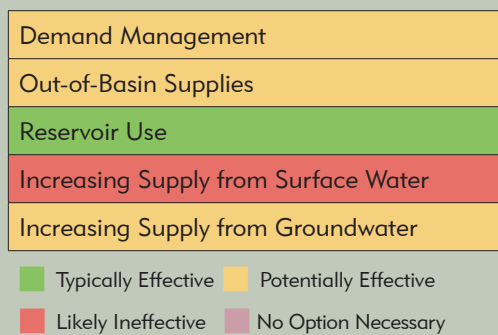 Demand Management
Out-of-Basin Supplies
Reservoir Use
Increasing Supply from Surface Water
Increasing Supply from Groundwater
Typically Effective Potentially Effective
Likely Ineffective No Option Necessary